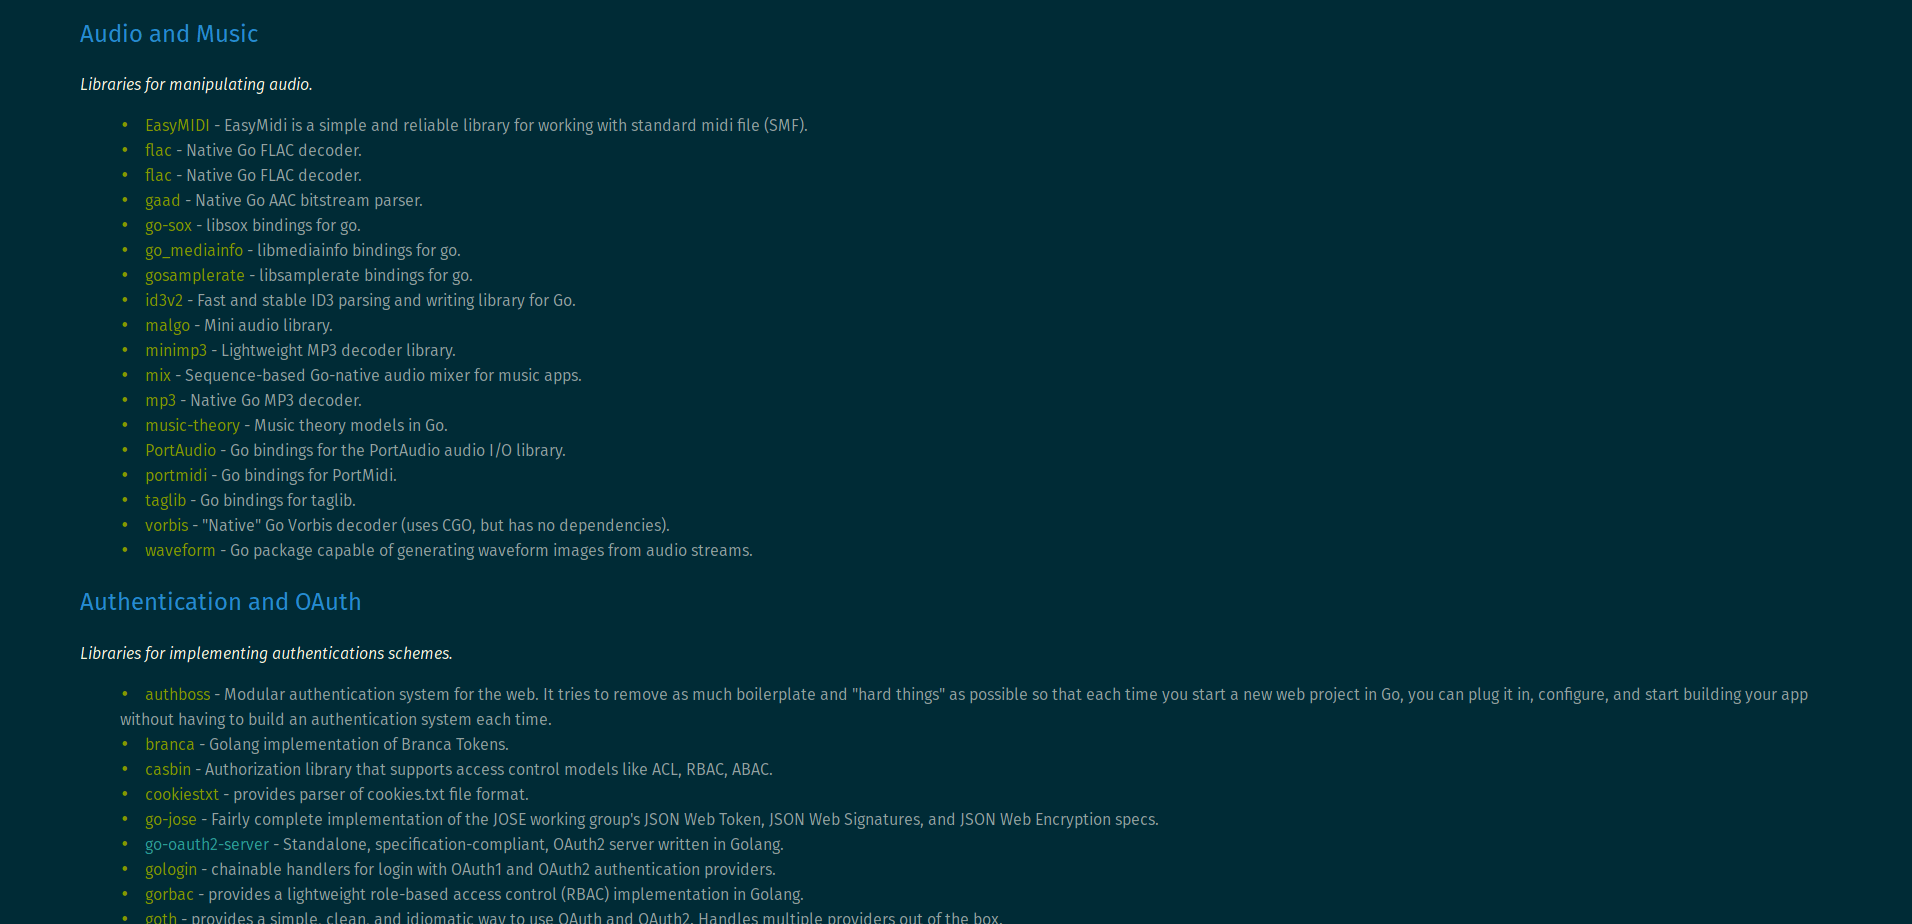 Audio and Music
Libraries for manipulating audio.
• EasyMIDI - EasyMidi is a simple and reliable library for working with standard midi file (SMF).
• flac - Native Go FLAC decoder.
• flac - Native Go FLAC decoder.
• gaad - Native Go AAC bitstream parser.
• go-sox - libsox bindings for go.
• go_mediainfo - libmediainfo bindings for go.
• gosamplerate - libsamplerate bindings for go.
• id3v2 - Fast and stable ID3 parsing and writing library for Go.
• malgo - Mini audio library.
• minimp3 - Lightweight MP3 decoder library.
• mix - Sequence-based Go-native audio mixer for music apps.
• mp3 - Native Go MP3 decoder.
• music-theory - Music theory models in Go.
• PortAudio - Go bindings for the PortAudio audio I/O library.
• portmidi - Go bindings for PortMidi.
• taglib - Go bindings for taglib.
• vorbis - "Native" Go Vorbis decoder (uses CGO, but has no dependencies).
• waveform - Go package capable of generating waveform images from audio streams.
Authentication and OAuth
Libraries for implementing authentications schemes.
• authboss - Modular authentication system for the web. It tries to remove as much boilerplate and "hard things" as possible so that each time you start a new web project in Go, you can plug it in, configure, and start building your app
without having to build an authentication system each time.
• branca - Golang implementation of Branca Tokens.
• casbin - Authorization library that supports access control models like ACL, RBAC, ABAC.
• cookiestxt - provides parser of cookies.txt file format.
• go-jose - Fairly complete implementation of the JOSE working group's JSON Web Token, JSON Web Signatures, and JSON Web Encryption specs.
• go-oauth2-server - Standalone, specification-compliant, OAuth2 server written in Golang.
• gologin - chainable handlers for login with OAuth1 and OAuth2 authentication providers.
• gorbac - provides a lightweight role-based access control (RBAC) implementation in Golang.
• goth - provides a simple, clean, and idiomatic way to use OAuth and OAuth2. Handles multiple providers out of the box.